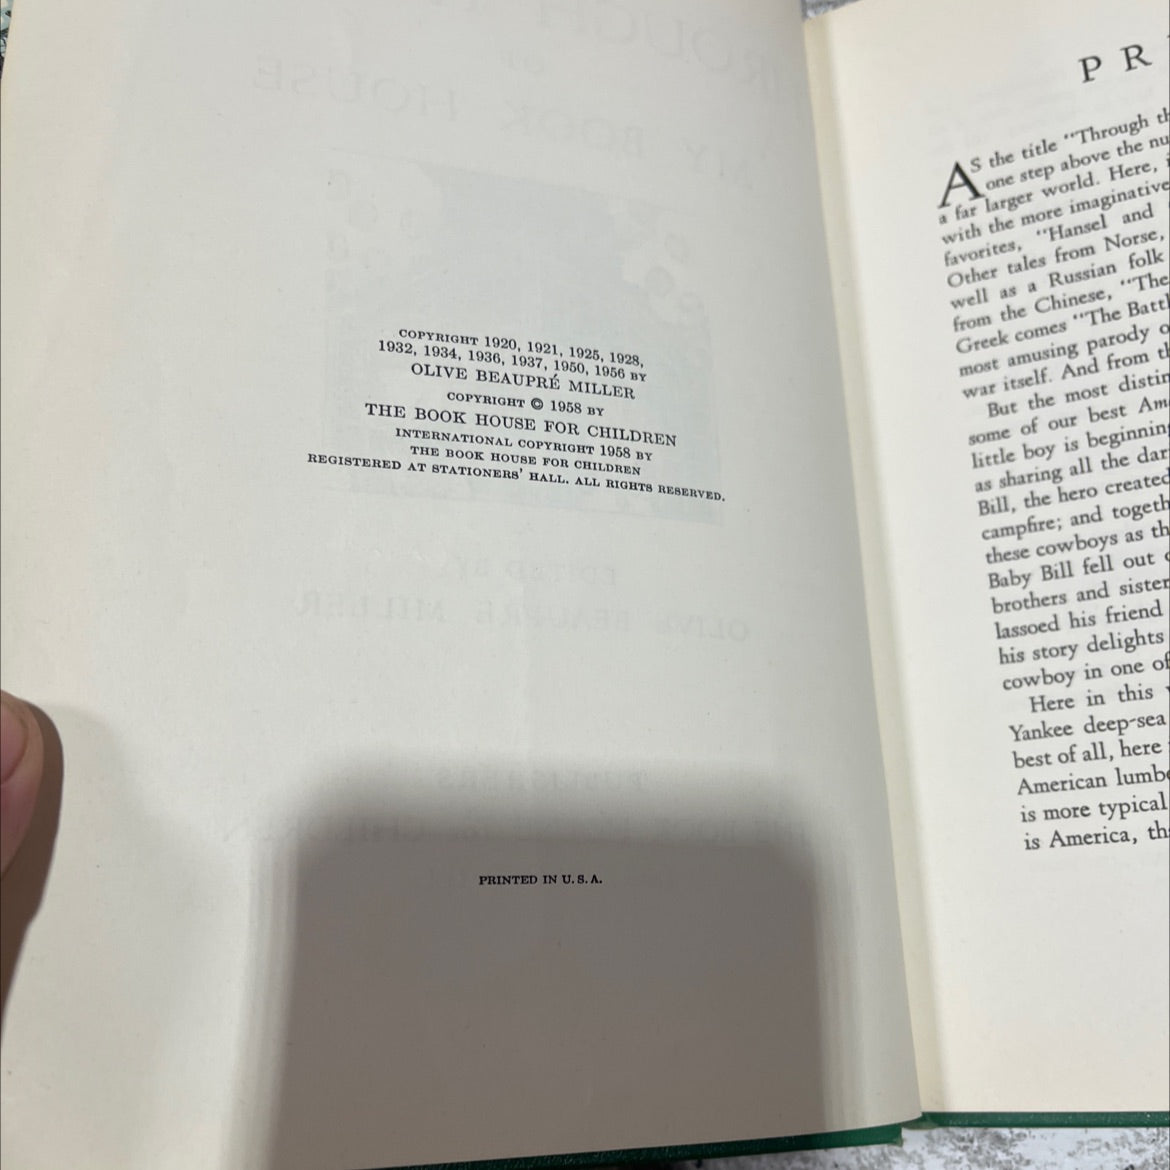 COPYRIGHT 1920, 1921, 1925, 1928,
1932, 1934, 1936, 1937, 1950, 1956 BY
OLIVE BEAUPRÉ MILLER
COPYRIGHT © 1958 BY
THE BOOK HOUSE FOR CHILDREN
INTERNATIONAL COPYRIGHT 1958 BY
THE BOOK HOUSE FOR CHILDREN
REGISTERED AT STATIONERS' HALL. ALL RIGHTS RESERVED.
PRINTED IN U. S. A.
P R
AS the title "Through th
one step above the nu
a far larger world. Here,
with the more imaginative
favorites, "Hansel and
Other tales from Norse,
well as a Russian folk
from the Chinese, "The
Greek comes "The Battl
most amusing parody o
war itself. And from th
But the most distin
some of our best Ame
little boy is beginning
as sharing all the dar
Bill, the hero created
campfire; and togeth
these cowboys as th
Baby Bill fell out o
brothers and sister
lassoed his friend
his story delights
cowboy in one of
Here in this
Yankee deep-sea
best of all, here
American lumbe
is more typical
is America, th